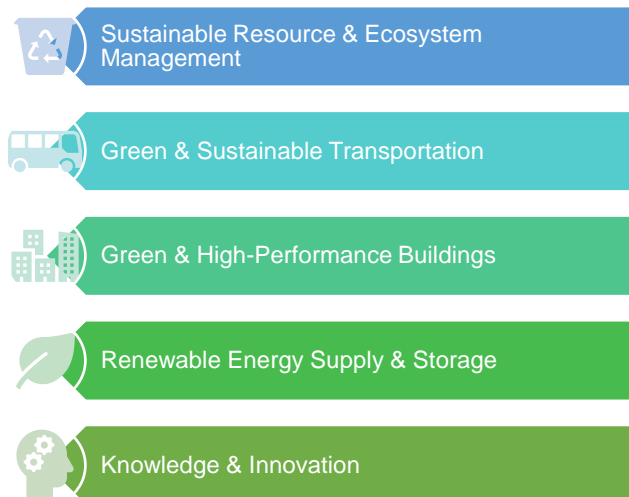 Sustainable Resource & Ecosystem
Management
Green & Sustainable Transportation
Green & High-Performance Buildings
Renewable Energy Supply & Storage
Knowledge & Innovation